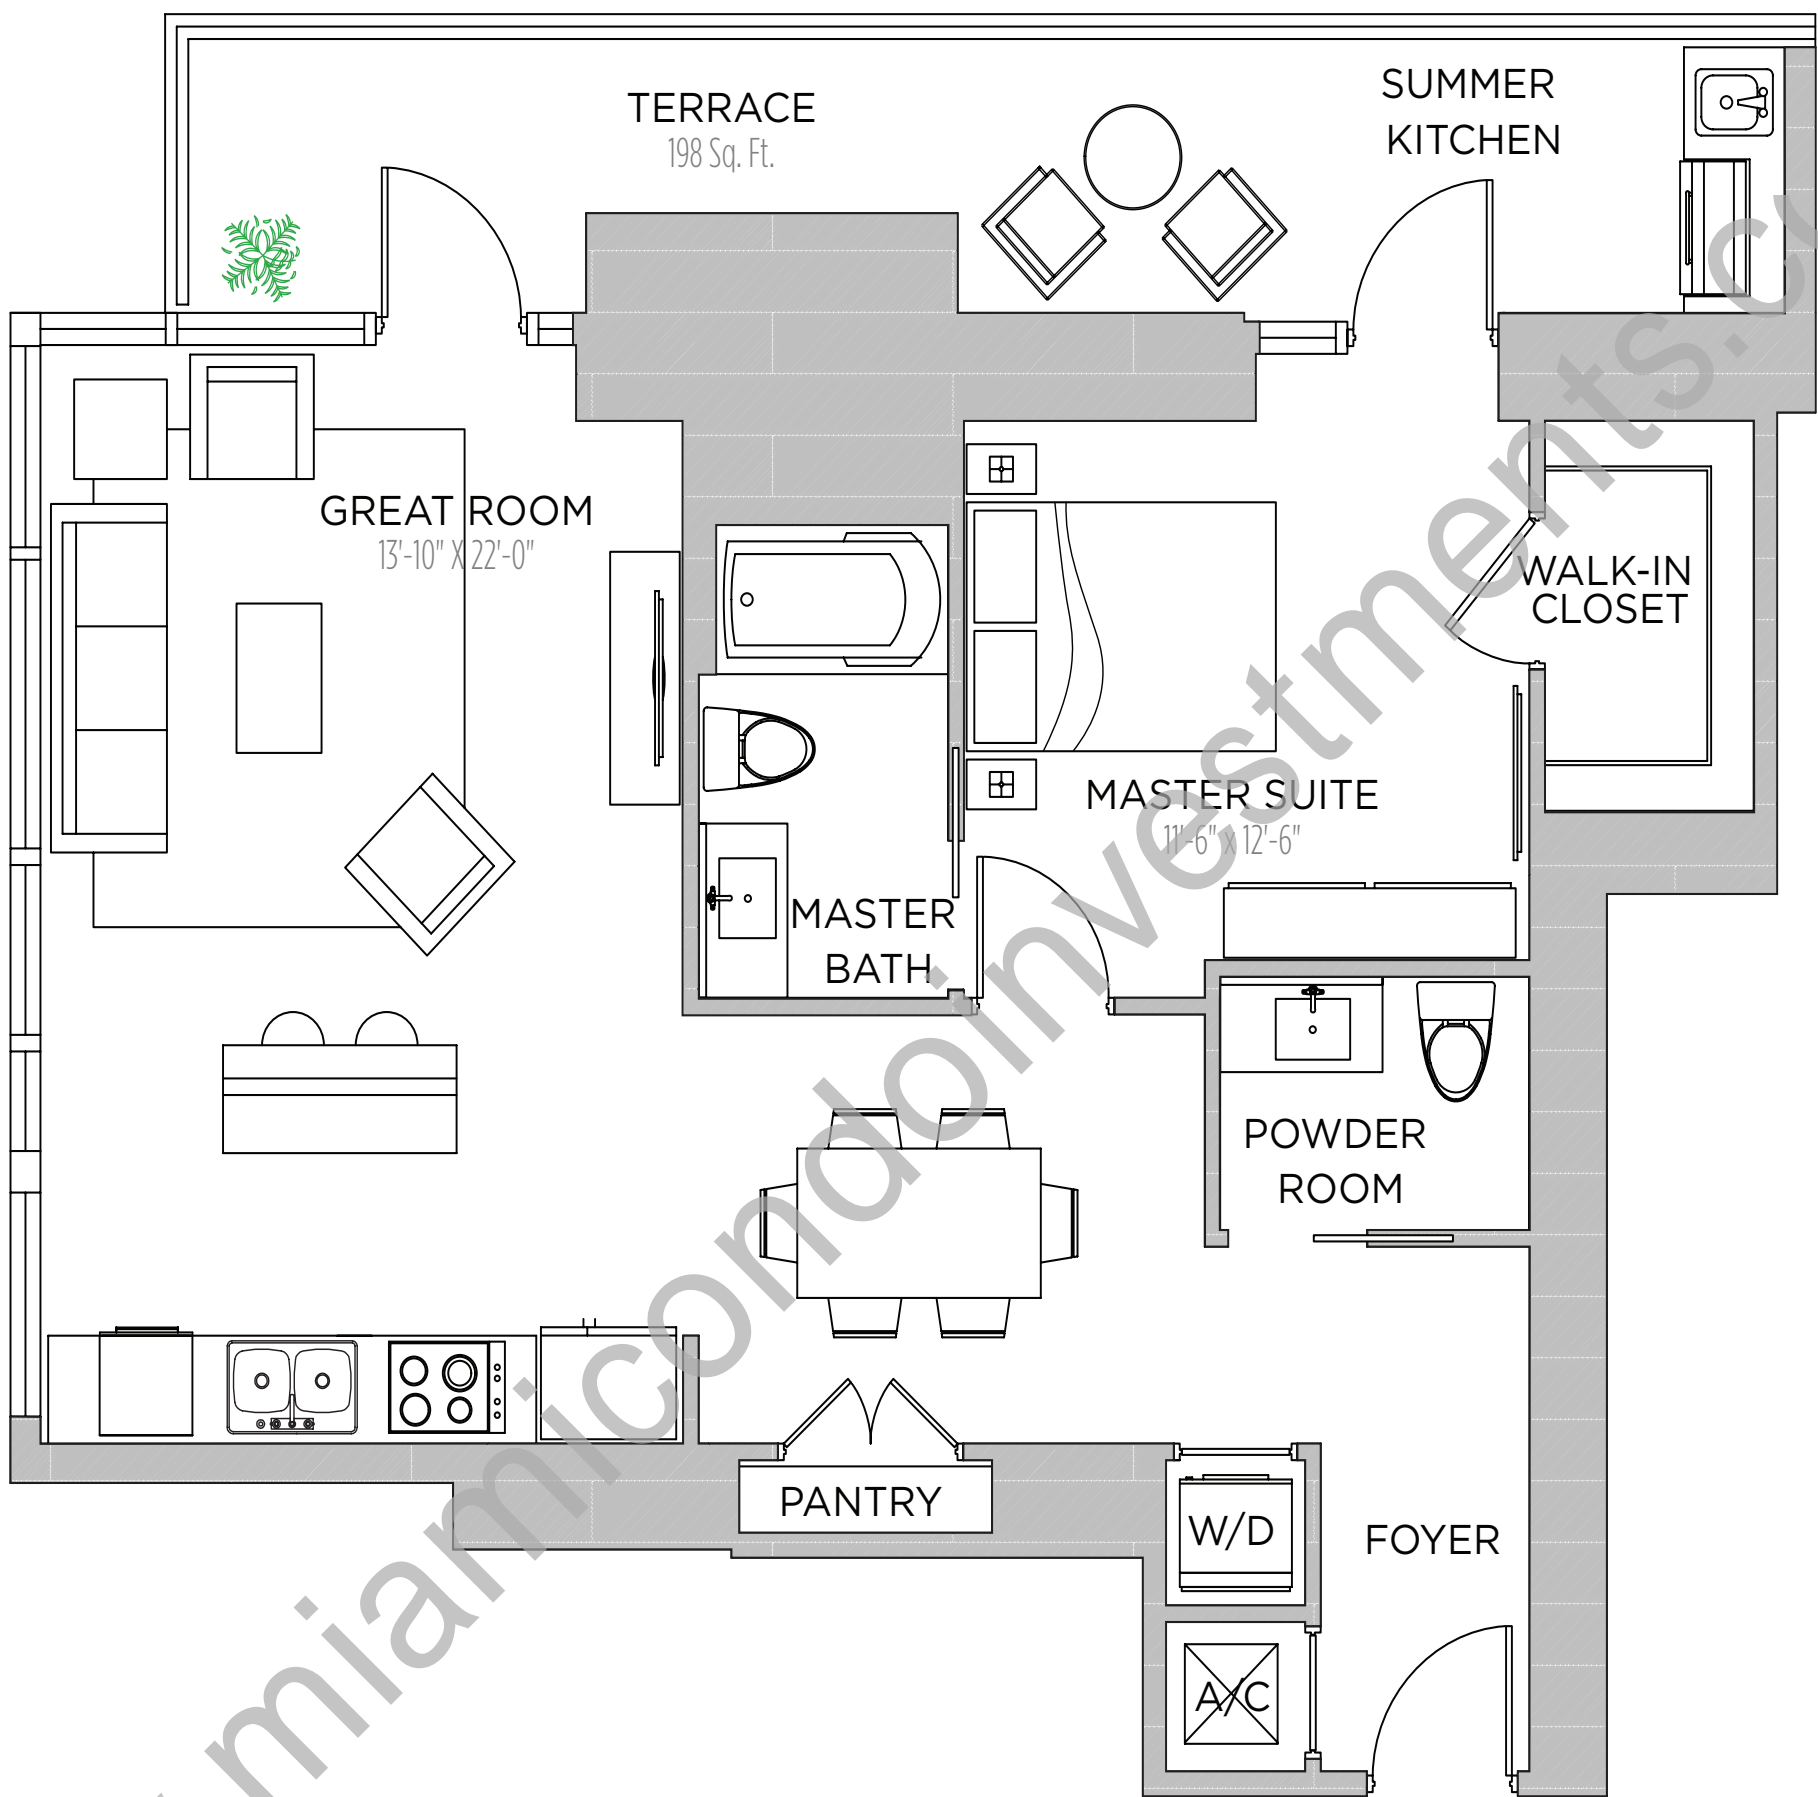 TERRACE
198 Sq. Ft.
SUMMER
KITCHEN
GREAT ROOM
13'-10" X 22'-0"
WALK-IN
CLOSET
MASTER SUITE
11'-6" x 12'-6"
MASTER
BATH
POWDER
ROOM
PANTRY
W/D
FOYER
A/C
miamicondoinvestments.co